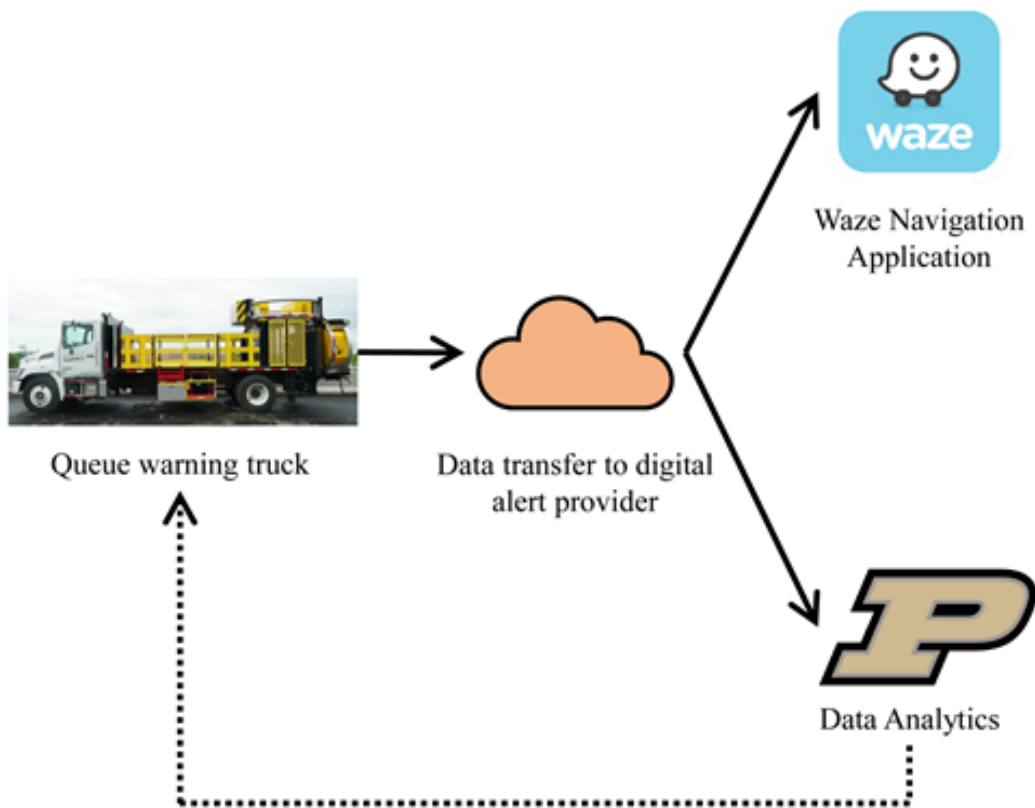 waze
Waze Navigation
Application
Queue warning truck
Data transfer to digital
alert provider
P
Data Analytics